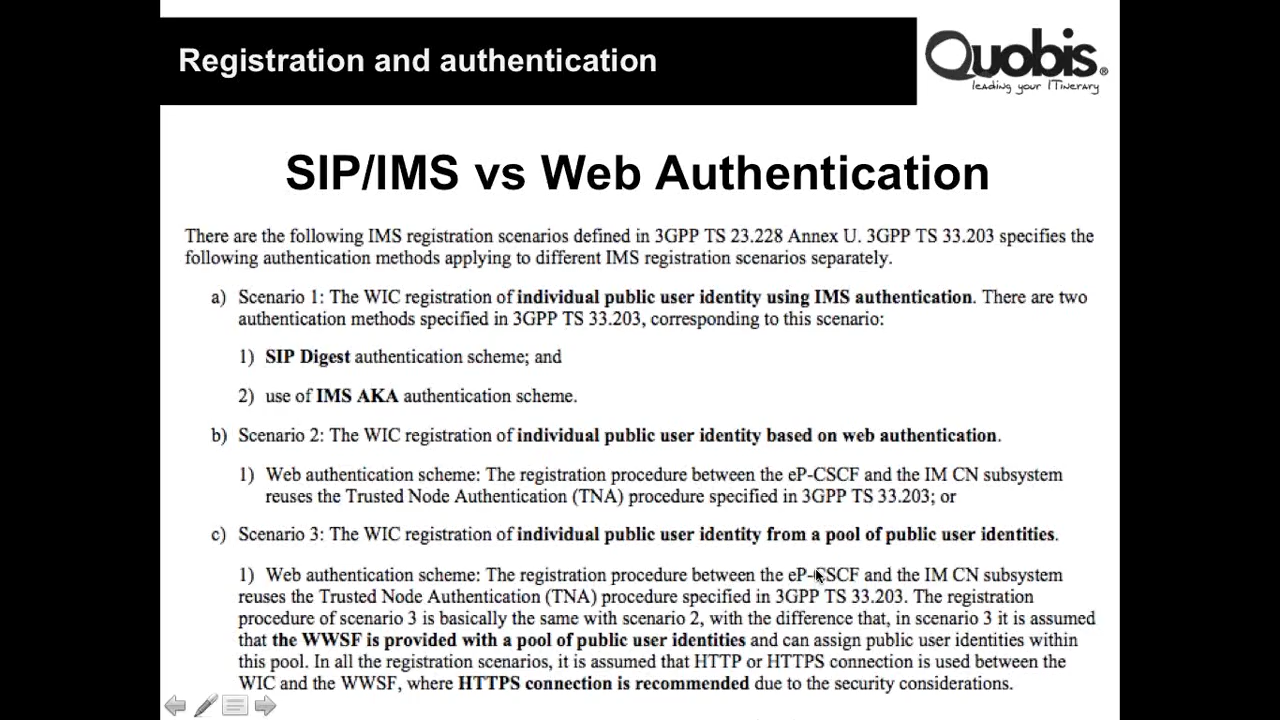 Registration and authentication
Quobis®
leading your ITinerary
SIP/IMS vs Web Authentication
There are the following IMS registration scenarios defined in 3GPP TS 23.228 Annex U. 3GPP TS 33.203 specifies the
following authentication methods applying to different IMS registration scenarios separately.
a) Scenario 1: The WIC registration of individual public user identity using IMS authentication. There are two
authentication methods specified in 3GPP TS 33.203, corresponding to this scenario:
1) SIP Digest authentication scheme; and
2) use of IMS AKA authentication scheme.
b) Scenario 2: The WIC registration of individual public user identity based on web authentication.
1) Web authentication scheme: The registration procedure between the eP-CSCF and the IM CN subsystem
reuses the Trusted Node Authentication (TNA) procedure specified in 3GPP TS 33.203; or
c) Scenario 3: The WIC registration of individual public user identity from a pool of public user identities.
1) Web authentication scheme: The registration procedure between the eP-CSCF and the IM CN subsystem
reuses the Trusted Node Authentication (TNA) procedure specified in 3GPP TS 33.203. The registration
procedure of scenario 3 is basically the same with scenario 2, with the difference that, in scenario 3 it is assumed
that the WWSF is provided with a pool of public user identities and can assign public user identities within
this pool. In all the registration scenarios, it is assumed that HTTP or HTTPS connection is used between the
WIC and the WWSF, where HTTPS connection is recommended due to the security considerations.